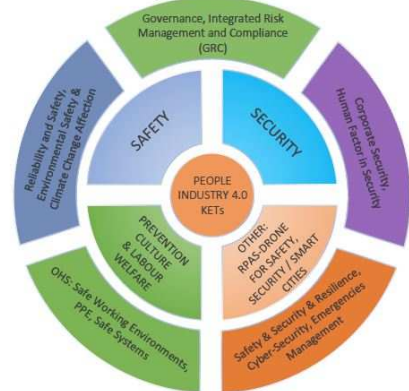 Governance, Integrated Risk
Management and Compliance
(GRC)
Reliability and Safety,
Environmental Safety &
Climate Change Affection
SAFETY
SECURITY
Corporate Security,
Human Factor in Security
PEOPLE
INDUSTRY 4.0
KETs
PREVENTION
CULTURE
& LABOUR
WELFARE
OTHER:
RPAS-DRONE
FOR SAFETY,
SECURITY / SMART
CITIES
OHS: Safe Working Environments,
PPE, Safe Systems
Safety & Security & Resilience,
Cyber-Security, Emergencies
Management